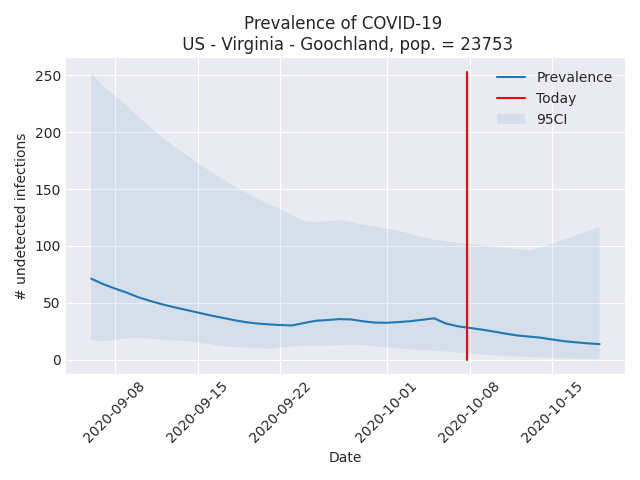 Prevalence of COVID-19
US - Virginia - Goochland, pop. = 23753
250
200
150
100
50
0
# undetected infections
Prevalence
Today
95CI
2020-09-08
2020-09-15
2020-09-22
2020-10-01
2020-10-08
2020-10-15
Date